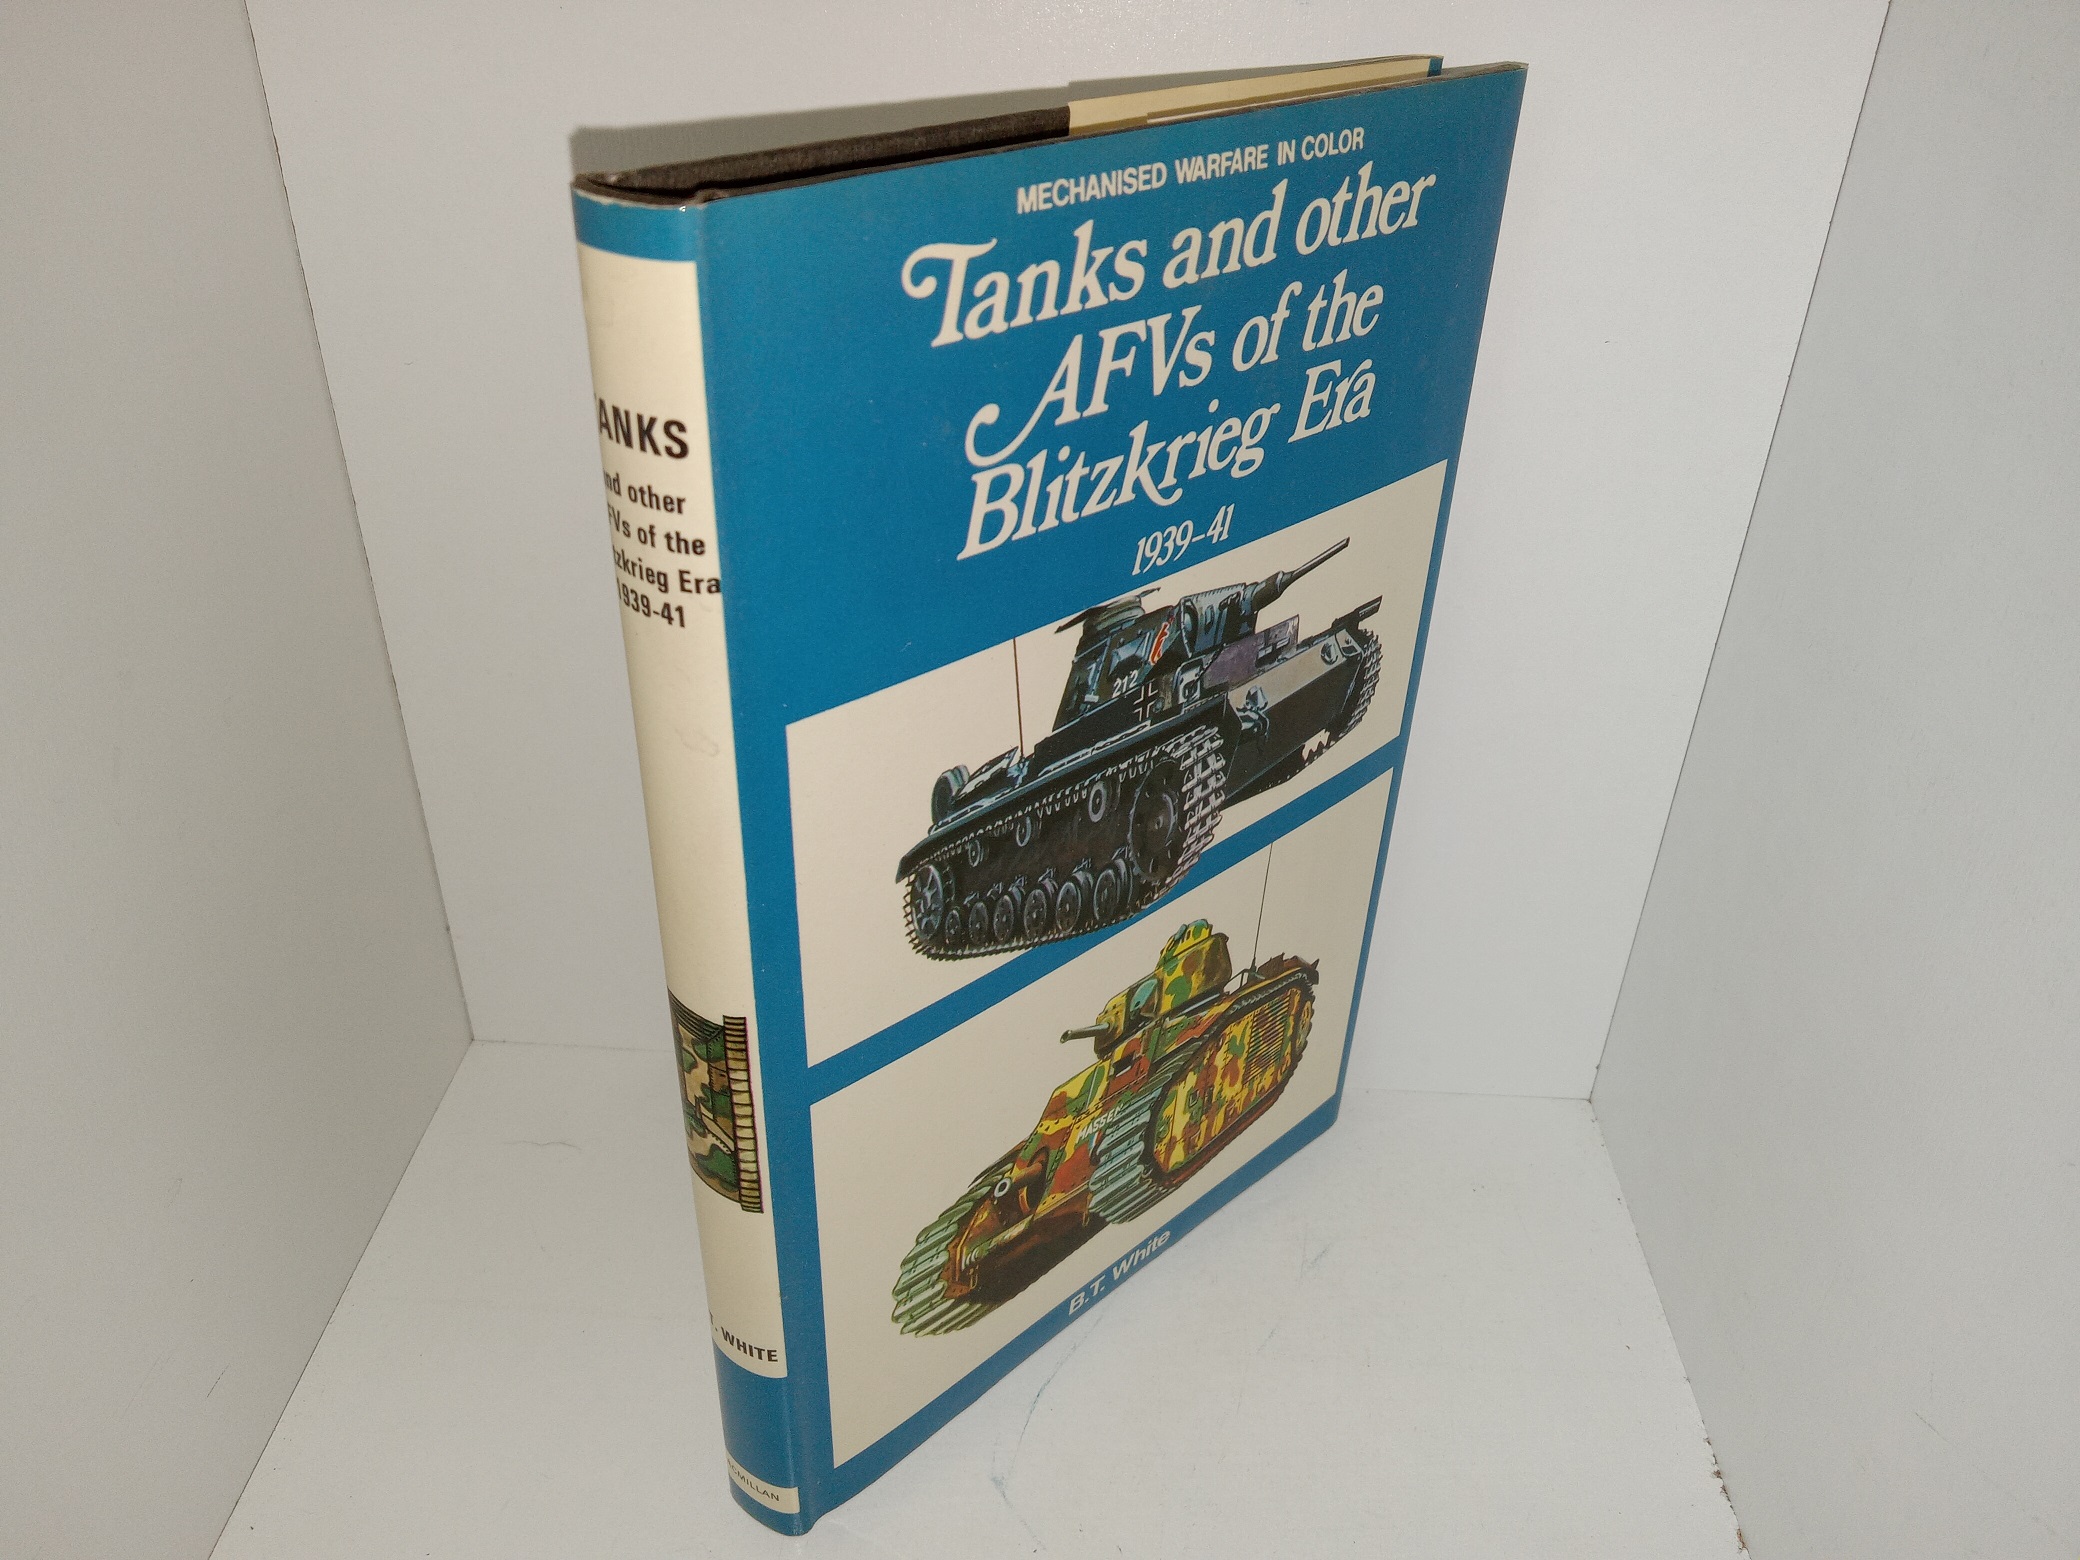 MECHANISED WARFARE IN COLOR
Tanks and other
AFVs of the
Blitzkrieg Era
1939-41
212
B.T. White
ANKS
nd other
FVs of the
tzkrieg Era
1939-41
T. WHITE
CMILLAN